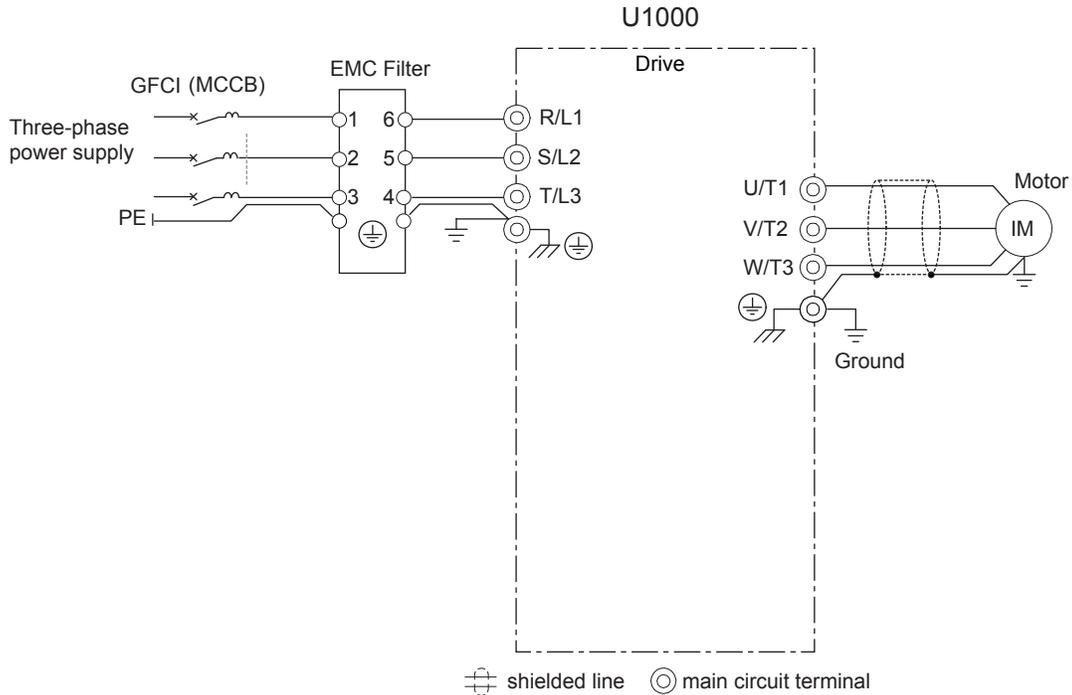 U1000
Drive
EMC Filter
GFCI (MCCB)
Three-phase
power supply
PE
1 6
2 5
3 4
R/L1
S/L2
T/L3
U/T1
V/T2
W/T3
Motor
IM
Ground
shielded line
main circuit terminal